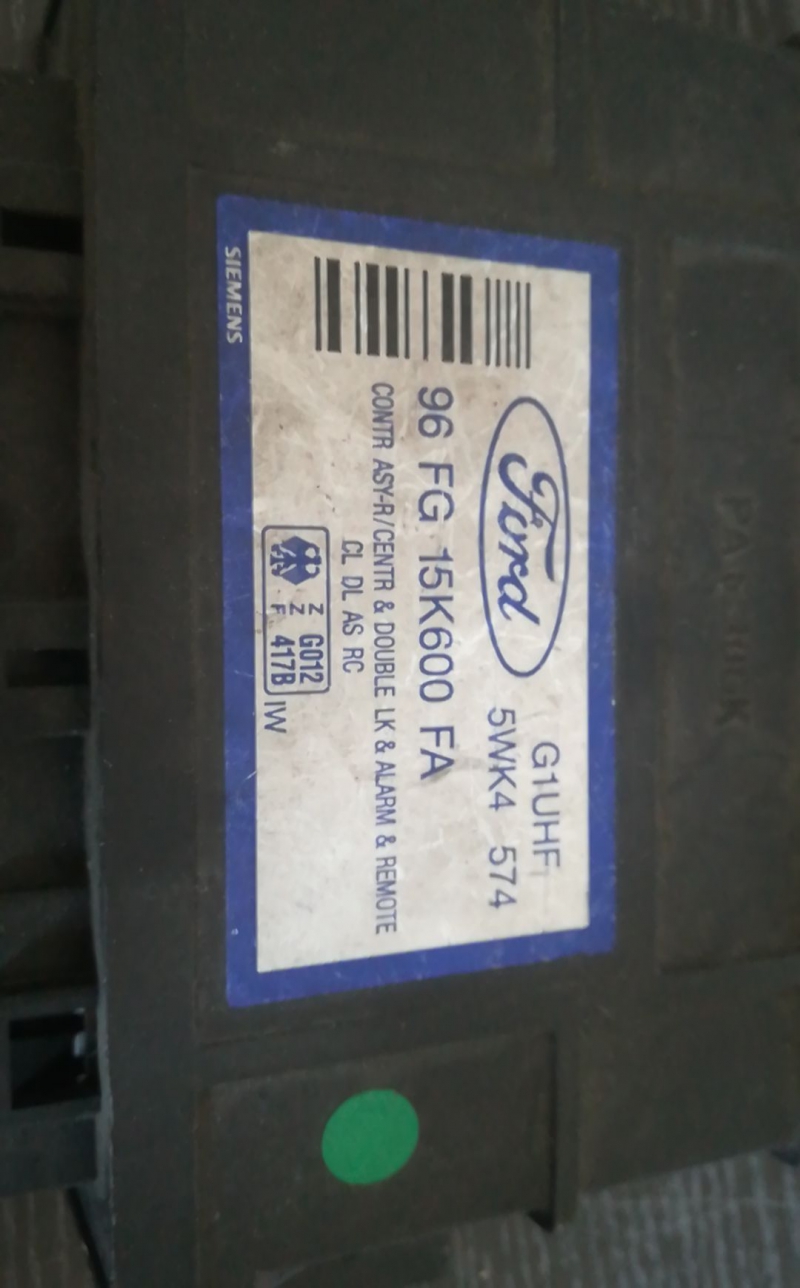 G1UHF
Ford
5WK4 574
96 FG 15K600 FA
CONTR ASY-R/CENTR & DOUBLE LK & ALARM & REMOTE
CL DL AS RC
Z Z G012
F 417B
IW
SIEMENS